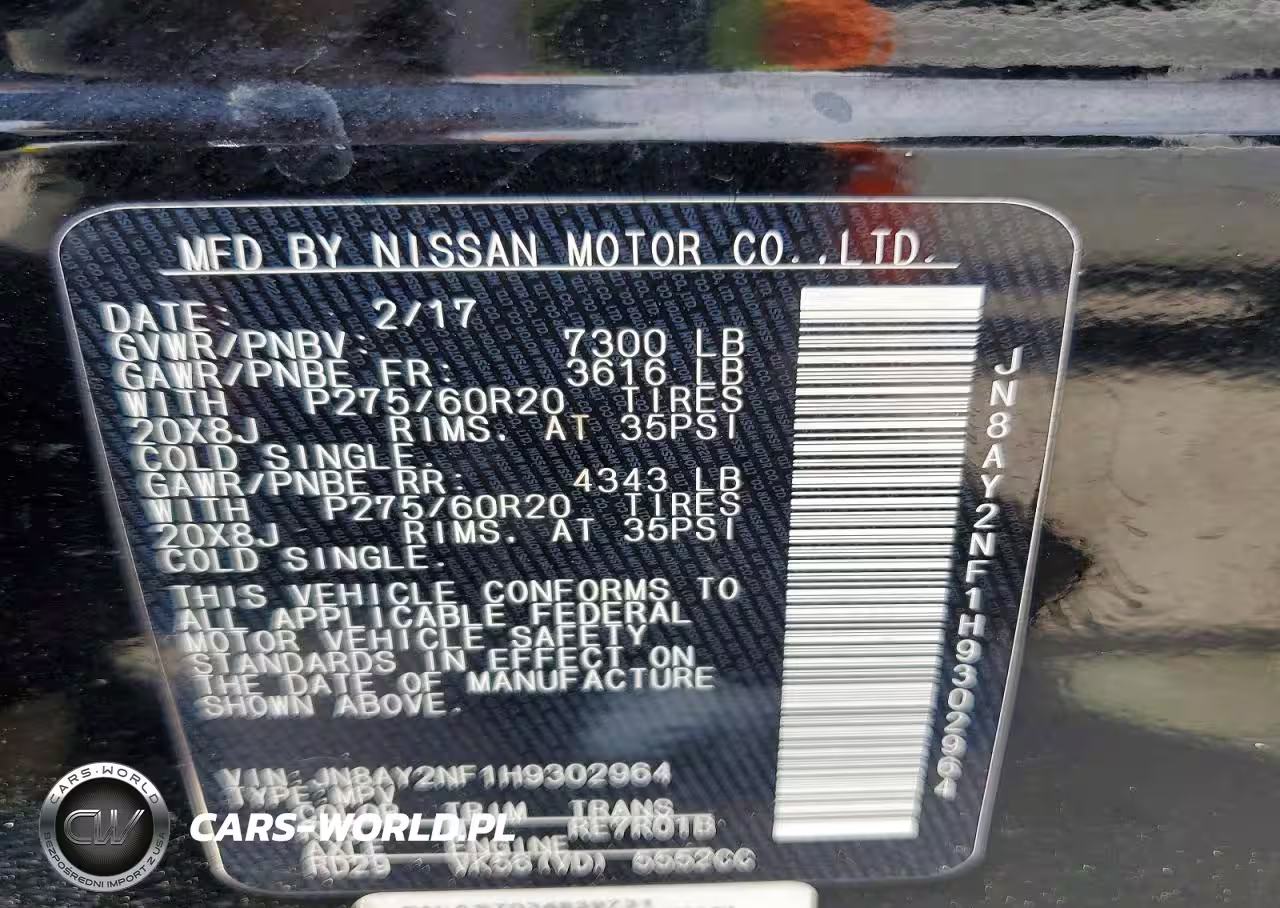 MFD BY NISSAN MOTOR CO.,LTD.
DATE: 2/17
GVWR/PNBV: 7300 LB
GAWR/PNBE FR: 3616 LB
WITH P275/60R20 TIRES
20X8J RIMS. AT 35PSI
COLD SINGLE.
GAWR/PNBE RR: 4343 LB
WITH P275/60R20 TIRES
20X8J RIMS. AT 35PSI
COLD SINGLE.
THIS VEHICLE CONFORMS TO
ALL APPLICABLE FEDERAL
MOTOR VEHICLE SAFETY
STANDARDS IN EFFECT ON
THE DATE OF MANUFACTURE
SHOWN ABOVE.
VIN:JN8AY2NF1H9302964
TYPE:MPV
COLOR TRIM TRANS
RE7R01B
AXLE ENGINE
RD29 VK56(VD) 5552CC
JN8AY2NF1H9302964
CARS-WORLD
CW
BEZPOŚREDNI IMPORT Z USA
CARS-WORLD.PL